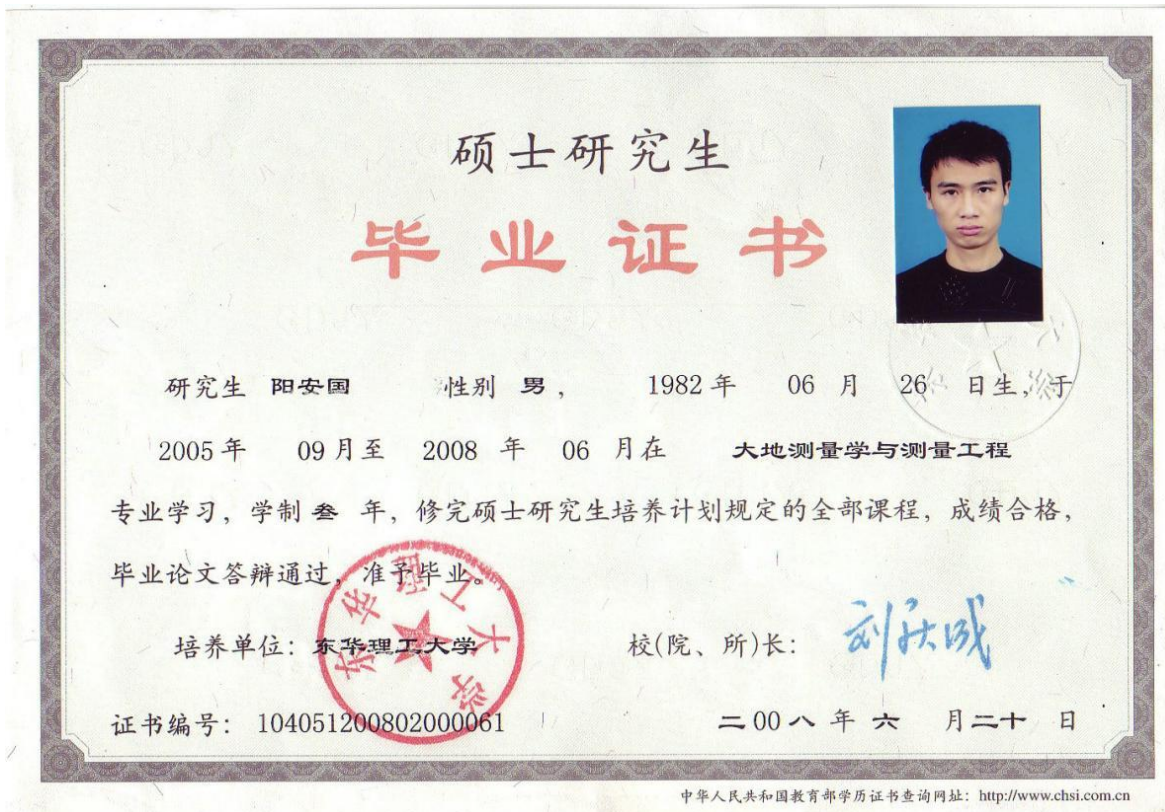 硕士研究生
毕业证书
研究生 阳安国 性别 男, 1982 年 06 月 26 日生,于
2005 年 09 月至 2008 年 06 月在 大地测量学与测量工程
专业学习,学制 叁 年,修完硕士研究生培养计划规定的全部课程,成绩合格,
毕业论文答辩通过,准予毕业。
培养单位:东华理工大学 校(院、所)长:
东华理工大学
证书编号:104051200802000061 二00八 年 六 月二十 日
中华人民共和国教育部学历证书查询网址:http://www.chsi.com.cn